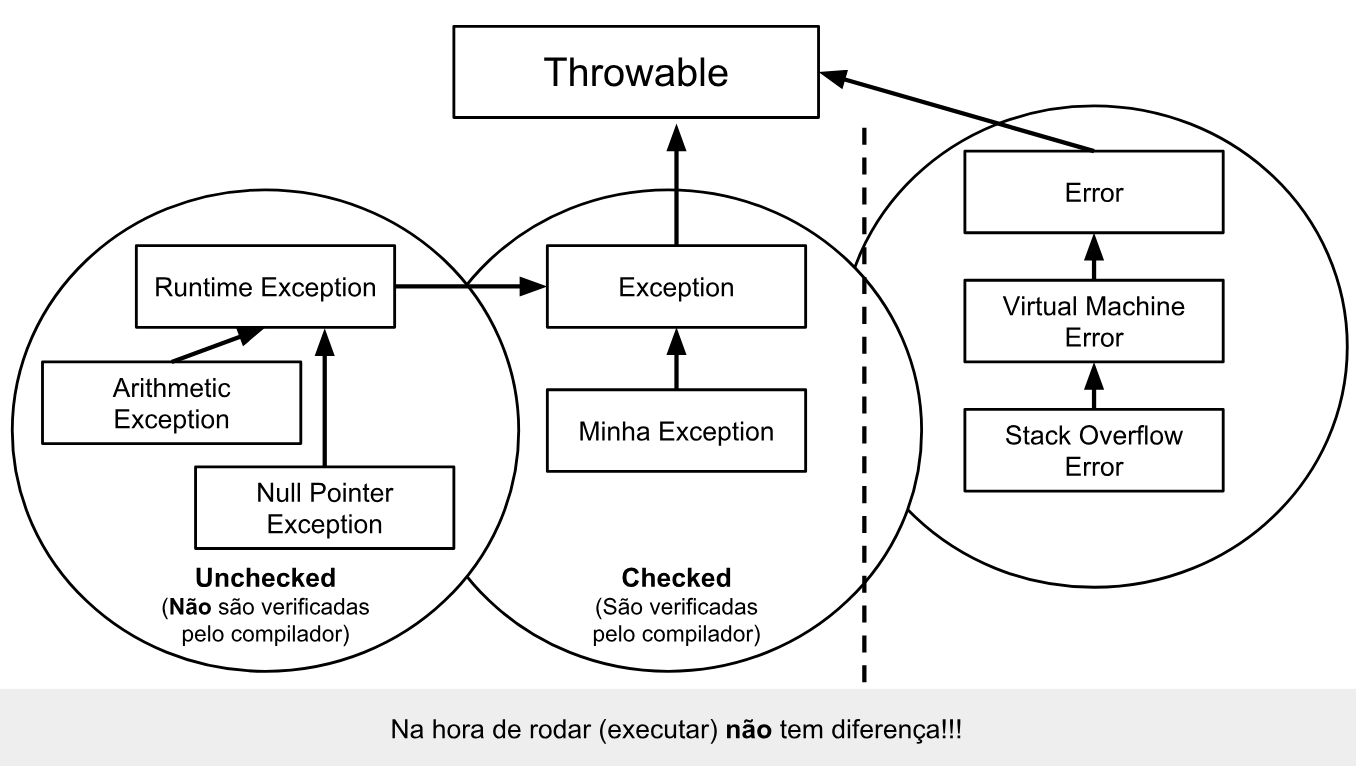 Throwable
Error
Runtime Exception
Exception
Virtual Machine
Error
Arithmetic
Exception
Minha Exception
Stack Overflow
Error
Null Pointer
Exception
Unchecked
(Não são verificadas
pelo compilador)
Checked
(São verificadas
pelo compilador)
Na hora de rodar (executar) não tem diferença!!!